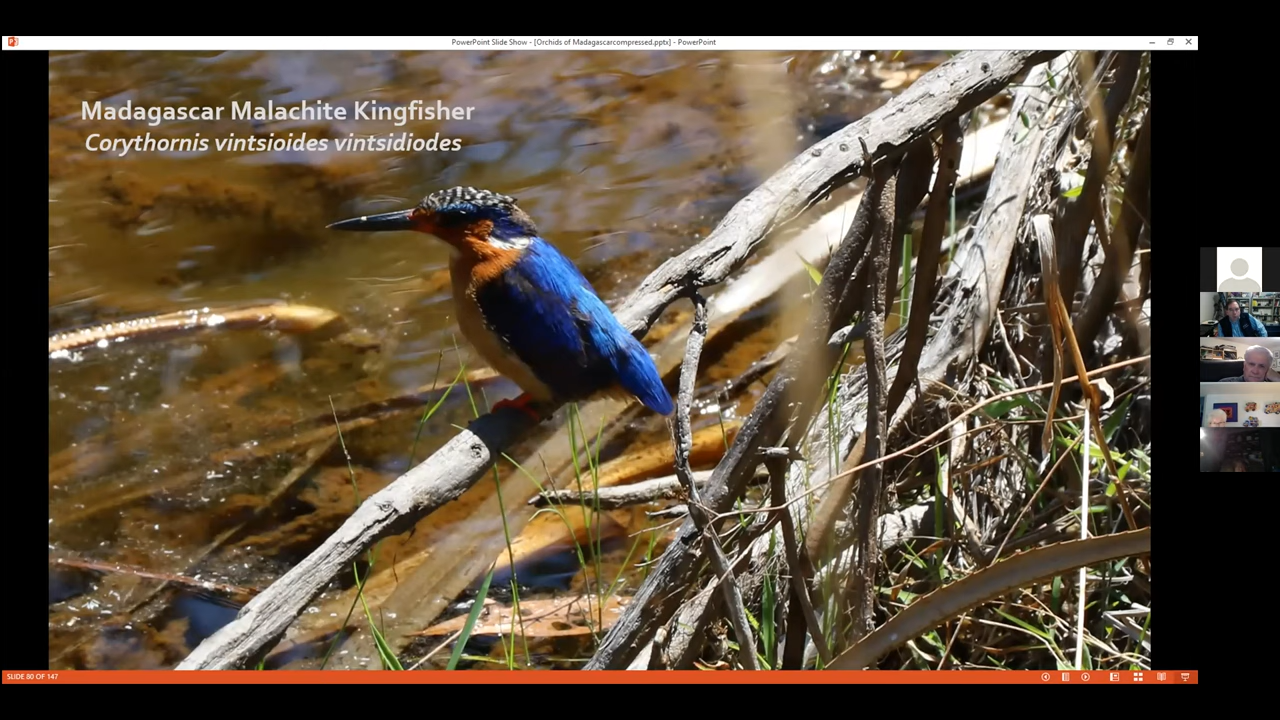 PowerPoint Slide Show - [Orchids of Madagascarcompressed.pptx] - PowerPoint
Madagascar Malachite Kingfisher
Corythornis vintsioides vintsidiodes
SLIDE 80 OF 147